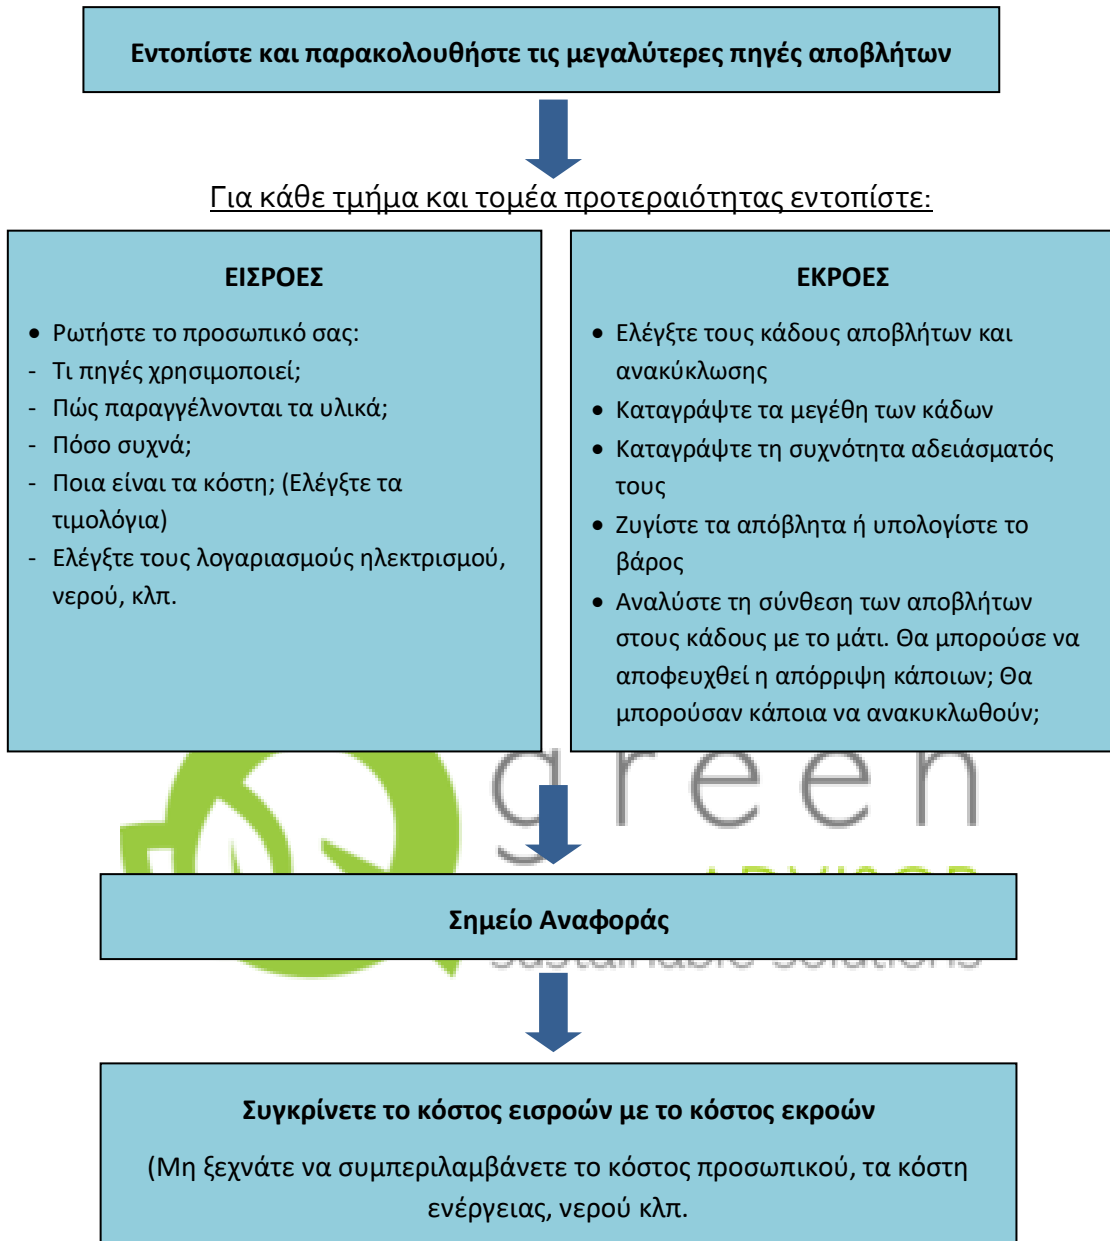 Εντοπίστε και παρακολουθήστε τις μεγαλύτερες πηγές αποβλήτων
Για κάθε τμήμα και τομέα προτεραιότητας εντοπίστε:
ΕΙΣΡΟΕΣ
• Ρωτήστε το προσωπικό σας:
- Τι πηγές χρησιμοποιεί;
- Πώς παραγγέλνονται τα υλικά;
- Πόσο συχνά;
- Ποια είναι τα κόστη; (Ελέγξτε τα
τιμολόγια)
- Ελέγξτε τους λογαριασμούς ηλεκτρισμού,
νερού, κλπ.
ΕΚΡΟΕΣ
• Ελέγξτε τους κάδους αποβλήτων και
ανακύκλωσης
• Καταγράψτε τα μεγέθη των κάδων
• Καταγράψτε τη συχνότητα αδειάσματός
τους
• Ζυγίστε τα απόβλητα ή υπολογίστε το
βάρος
• Αναλύστε τη σύνθεση των αποβλήτων
στους κάδους με το μάτι. Θα μπορούσε να
αποφευχθεί η απόρριψη κάποιων; Θα
μπορούσαν κάποια να ανακυκλωθούν;
green
Σημείο Αναφοράς
sustainable solutions
Συγκρίνετε το κόστος εισροών με το κόστος εκροών
(Μη ξεχνάτε να συμπεριλαμβάνετε το κόστος προσωπικού, τα κόστη
ενέργειας, νερού κλπ.